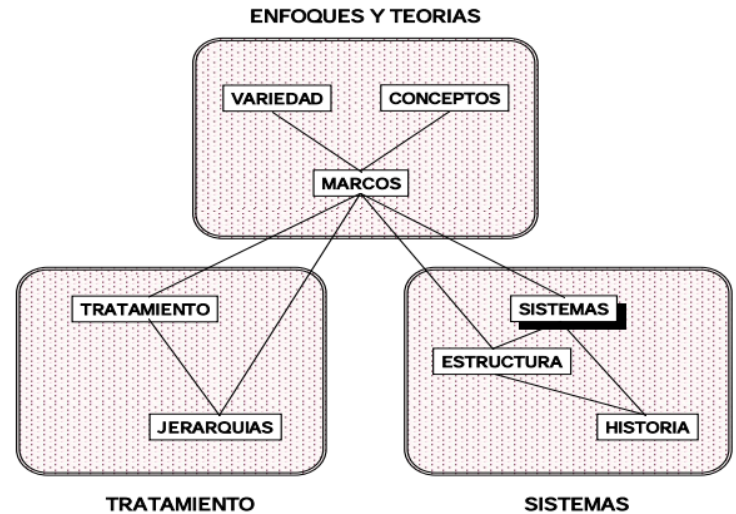 ENFOQUES Y TEORIAS
VARIEDAD
CONCEPTOS
MARCOS
TRATAMIENTO
JERARQUIAS
SISTEMAS
ESTRUCTURA
HISTORIA
TRATAMIENTO
SISTEMAS